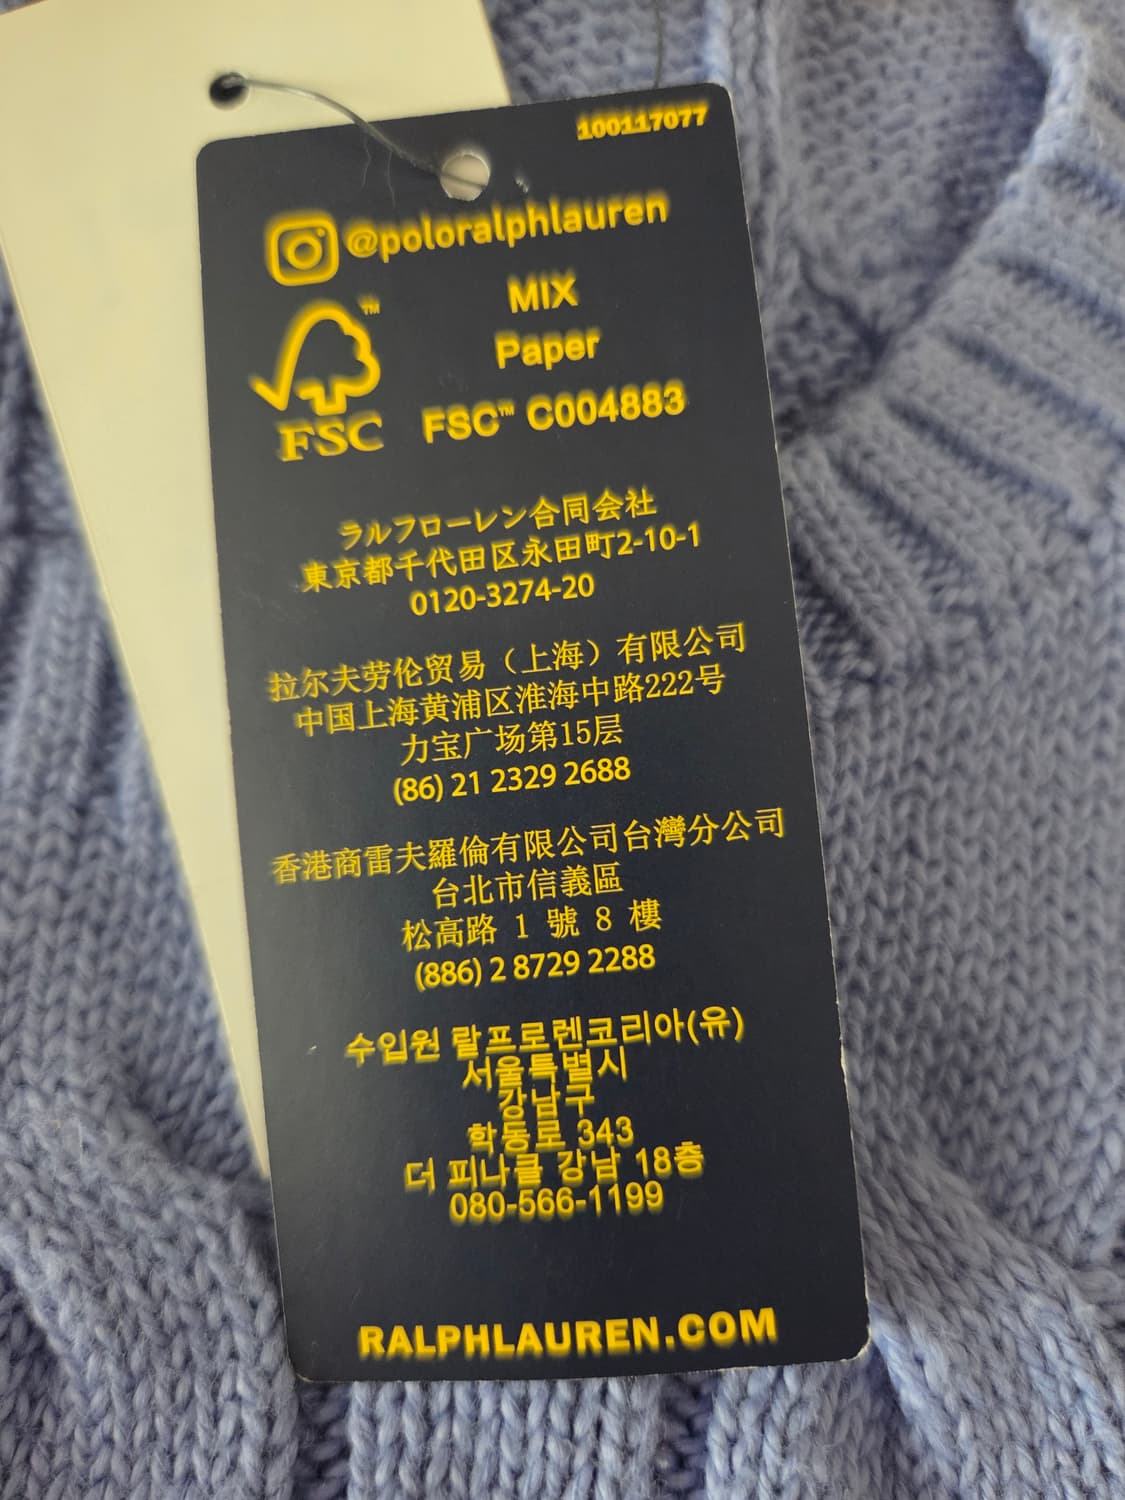 100117077
@poloralphlauren
MIX
Paper
FSC™ C004883
™
FSC
ラルフローレン合同会社
東京都千代田区永田町2-10-1
0120-3274-20
拉尔夫劳伦贸易（上海）有限公司
中国上海黄浦区淮海中路222号
力宝广场第15层
(86) 21 2329 2688
香港商雷夫羅倫有限公司台灣分公司
台北市信義區
松高路 1 號 8 樓
(886) 2 8729 2288
수입원 랄프로렌코리아(유)
서울특별시
강남구
학동로 343
더 피나클 강남 18층
080-566-1199
RALPHLAUREN.COM